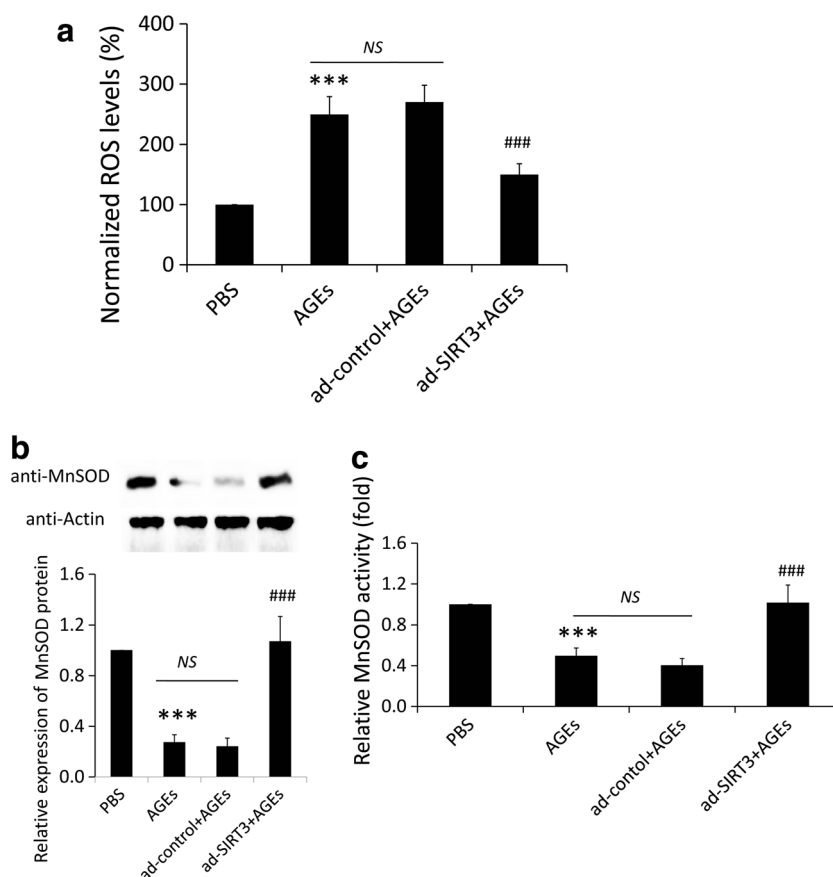 a
Normalized ROS levels (%)
400
300
200
100
0
NS
***
###
PBS
AGEs
ad-control+AGEs
ad-SIRT3+AGEs
b
anti-MnSOD
anti-Actin
Relative expression of MnSOD protein
1.6
1.2
0.8
0.4
0.0
NS
***
###
PBS
AGEs
ad-control+AGEs
ad-SIRT3+AGEs
c
Relative MnSOD activity (fold)
1.6
1.2
0.8
0.4
0.0
NS
***
###
PBS
AGEs
ad-contol+AGEs
ad-SIRT3+AGEs